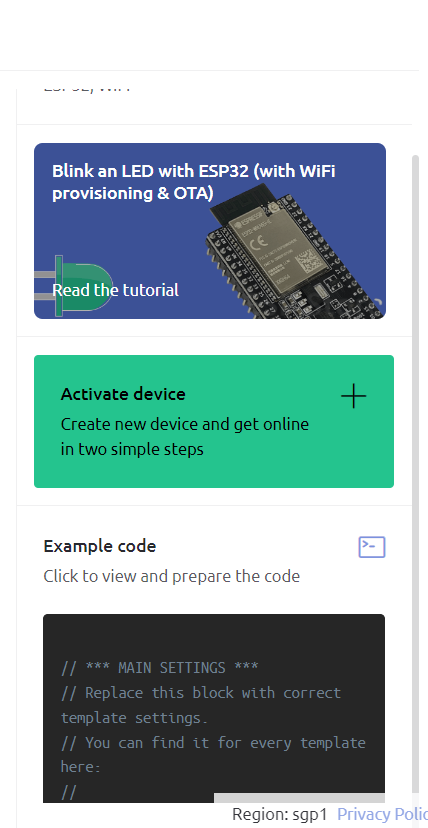 ESP32, WiFi
Blink an LED with ESP32 (with WiFi
provisioning & OTA)
Read the tutorial
Activate device
Create new device and get online
in two simple steps
Example code
Click to view and prepare the code
// *** MAIN SETTINGS ***
// Replace this block with correct
template settings.
// You can find it for every template
here:
//
Region: sgp1 Privacy Polic